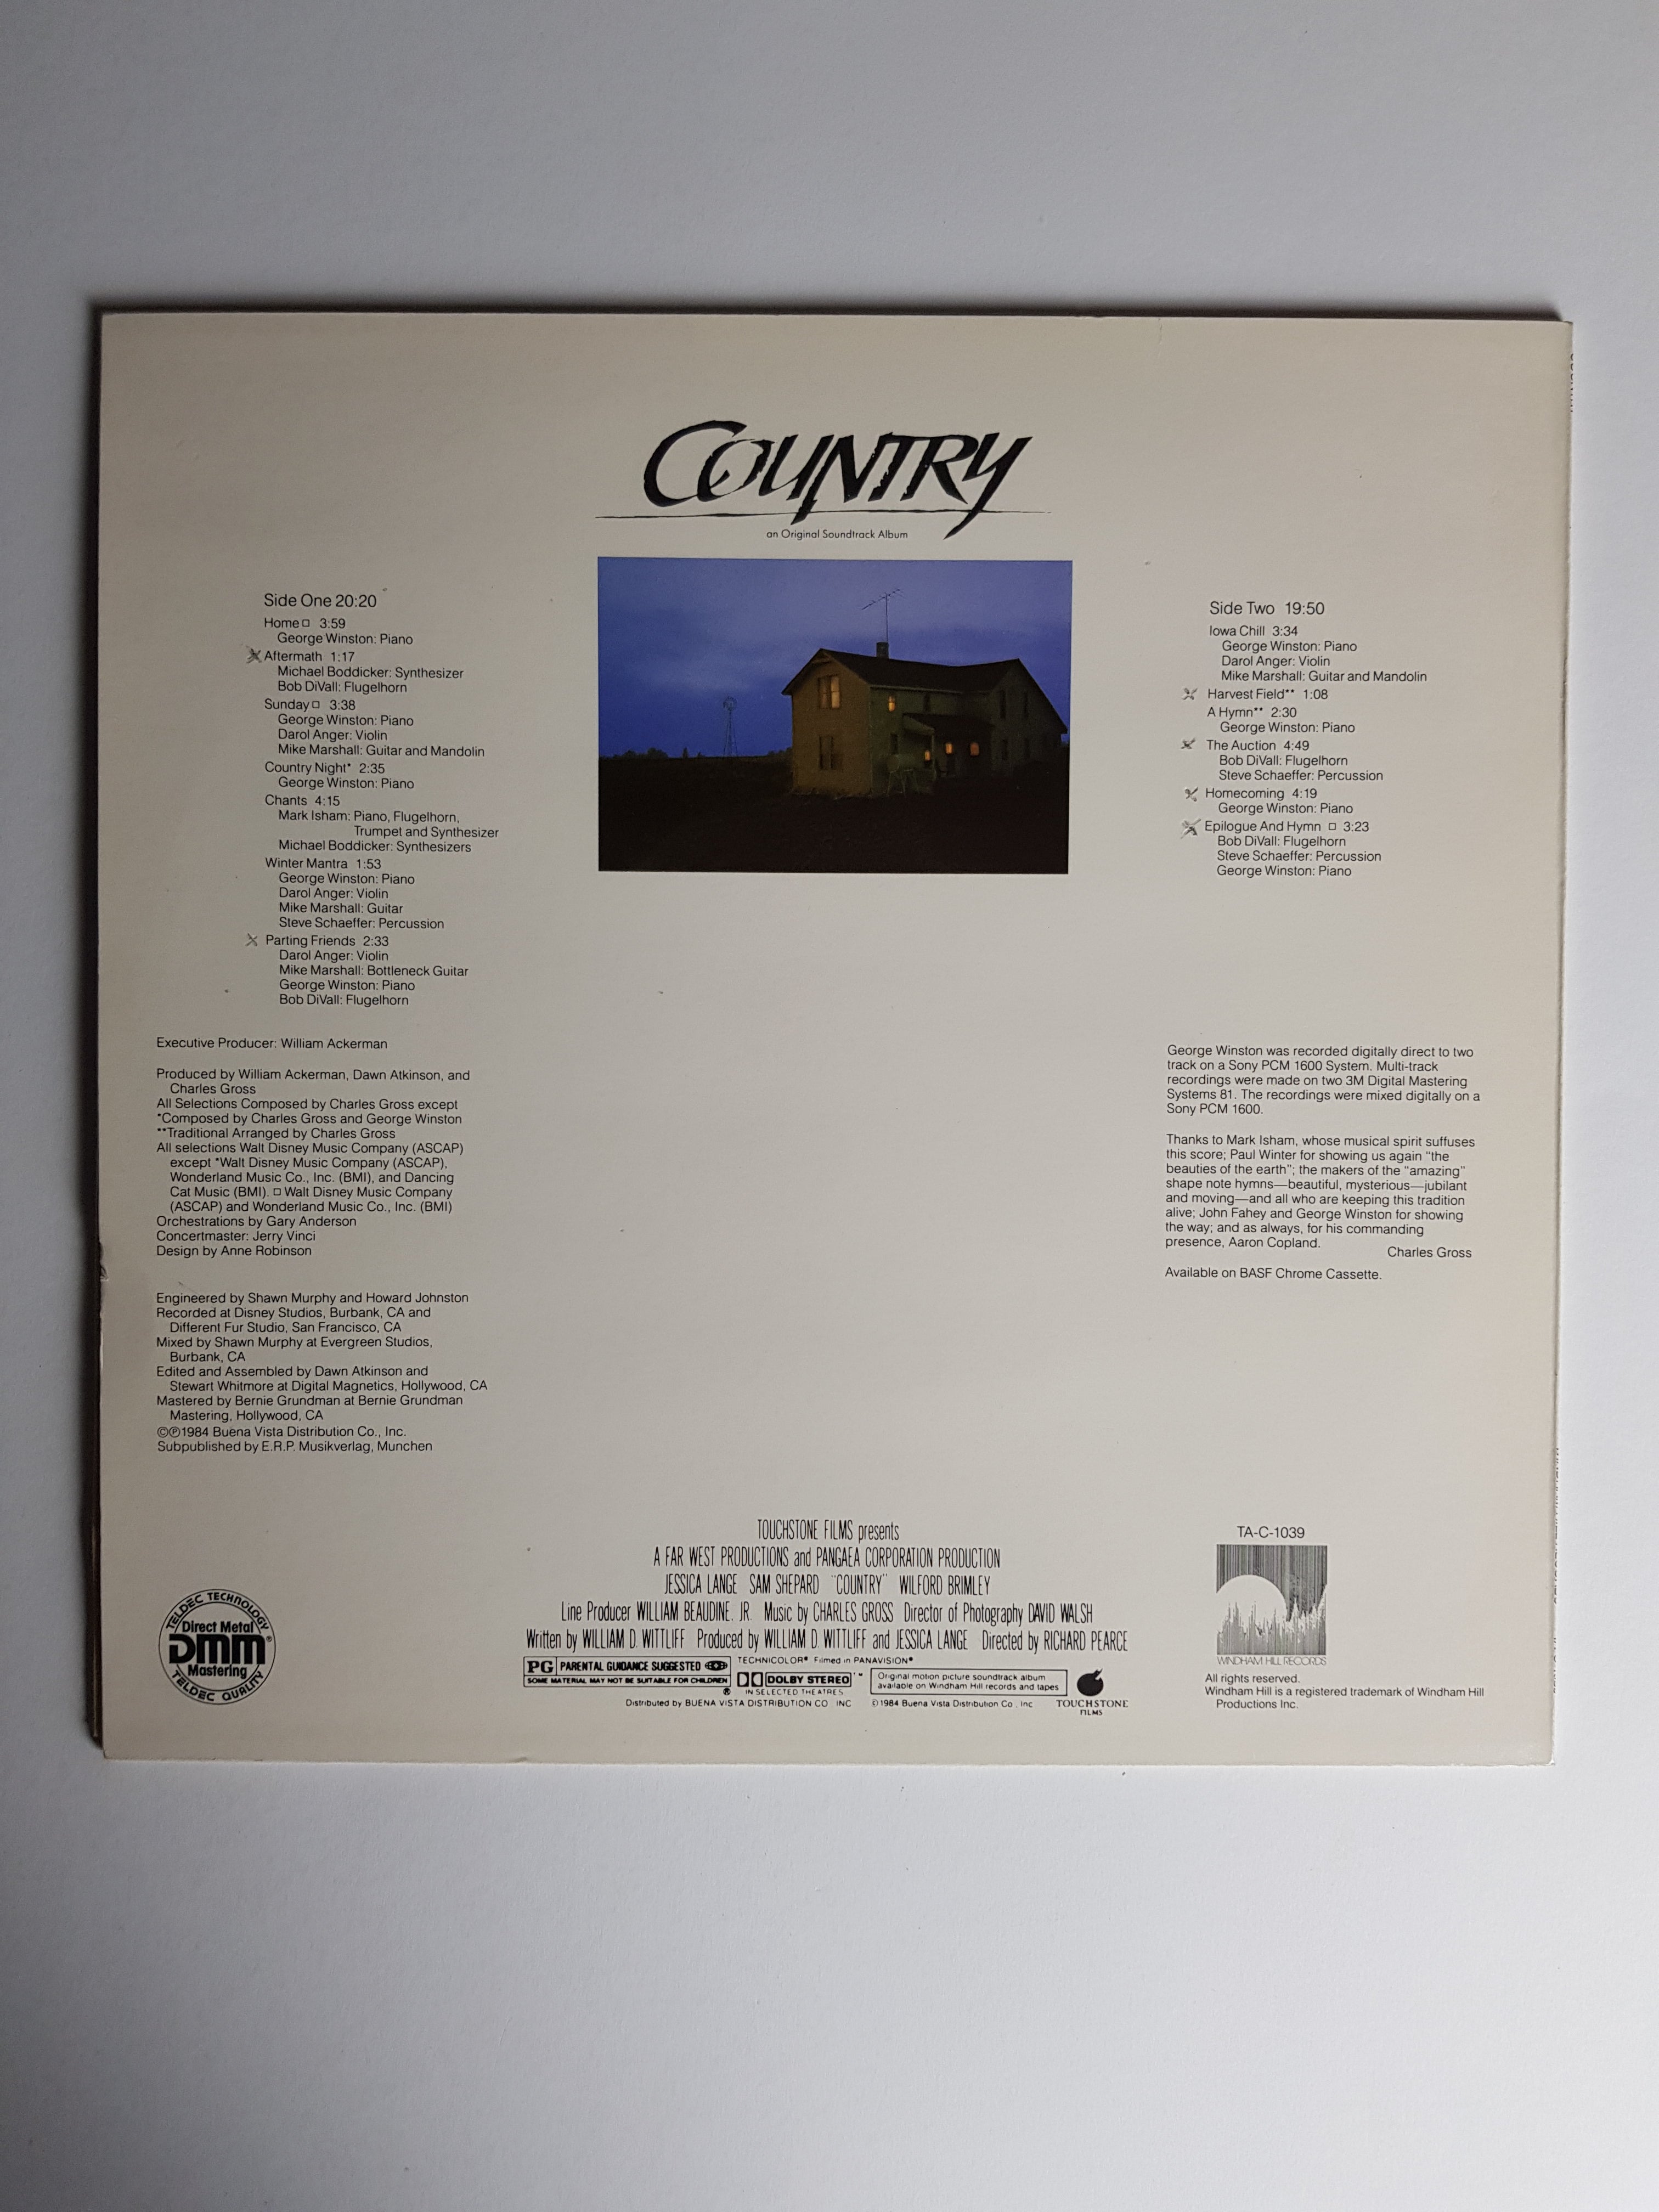 COUNTRY
an Original Soundtrack Album
Side One 20:20
Home □ 3:59
George Winston: Piano
Aftermath 1:17
Michael Boddicker: Synthesizer
Bob DiVall: Flugelhorn
Sunday □ 3:38
George Winston: Piano
Darol Anger: Violin
Mike Marshall: Guitar and Mandolin
Country Night* 2:35
George Winston: Piano
Chants 4:15
Mark Isham: Piano, Flugelhorn,
Trumpet and Synthesizer
Michael Boddicker: Synthesizers
Winter Mantra 1:53
George Winston: Piano
Darol Anger: Violin
Mike Marshall: Guitar
Steve Schaeffer: Percussion
Parting Friends 2:33
Darol Anger: Violin
Mike Marshall: Bottleneck Guitar
George Winston: Piano
Bob DiVall: Flugelhorn
Side Two 19:50
Iowa Chill 3:34
George Winston: Piano
Darol Anger: Violin
Mike Marshall: Guitar and Mandolin
Harvest Field** 1:08
A Hymn** 2:30
George Winston: Piano
The Auction 4:49
Bob DiVall: Flugelhorn
Steve Schaeffer: Percussion
Homecoming 4:19
George Winston: Piano
Epilogue And Hymn □ 3:23
Bob DiVall: Flugelhorn
Steve Schaeffer: Percussion
George Winston: Piano
Executive Producer: William Ackerman
Produced by William Ackerman, Dawn Atkinson, and
Charles Gross
All Selections Composed by Charles Gross except
*Composed by Charles Gross and George Winston
**Traditional Arranged by Charles Gross
All selections Walt Disney Music Company (ASCAP)
except *Walt Disney Music Company (ASCAP),
Wonderland Music Co., Inc. (BMI), and Dancing
Cat Music (BMI). □ Walt Disney Music Company
(ASCAP) and Wonderland Music Co., Inc. (BMI)
Orchestrations by Gary Anderson
Concertmaster: Jerry Vinci
Design by Anne Robinson
Engineered by Shawn Murphy and Howard Johnston
Recorded at Disney Studios, Burbank, CA and
Different Fur Studio, San Francisco, CA
Mixed by Shawn Murphy at Evergreen Studios,
Burbank, CA
Edited and Assembled by Dawn Atkinson and
Stewart Whitmore at Digital Magnetics, Hollywood, CA
Mastered by Bernie Grundman at Bernie Grundman
Mastering, Hollywood, CA
©℗1984 Buena Vista Distribution Co., Inc.
Subpublished by E.R.P. Musikverlag, Munchen
George Winston was recorded digitally direct to two
track on a Sony PCM 1600 System. Multi-track
recordings were made on two 3M Digital Mastering
Systems 81. The recordings were mixed digitally on a
Sony PCM 1600.
Thanks to Mark Isham, whose musical spirit suffuses
this score; Paul Winter for showing us again "the
beauties of the earth"; the makers of the "amazing"
shape note hymns—beautiful, mysterious—jubilant
and moving—and all who are keeping this tradition
alive; John Fahey and George Winston for showing
the way; and as always, for his commanding
presence, Aaron Copland.
Charles Gross
Available on BASF Chrome Cassette.
TELDEC TECHNOLOGY
Direct Metal
DMM®
Mastering
TELDEC QUALITY
TOUCHSTONE FILMS presents
A FAR WEST PRODUCTIONS and PANGAEA CORPORATION PRODUCTION
JESSICA LANGE SAM SHEPARD "COUNTRY" WILFORD BRIMLEY
Line Producer WILLIAM BEAUDINE, JR. Music by CHARLES GROSS Director of Photography DAVID WALSH
Written by WILLIAM D. WITTLIFF Produced by WILLIAM D. WITTLIFF and JESSICA LANGE Directed by RICHARD PEARCE
PG PARENTAL GUIDANCE SUGGESTED
SOME MATERIAL MAY NOT BE SUITABLE FOR CHILDREN
®
TECHNICOLOR® Filmed in PANAVISION®
DOLBY STEREO
IN SELECTED THEATRES
Original motion picture soundtrack album
available on Windham Hill records and tapes
Distributed by BUENA VISTA DISTRIBUTION CO., INC. ©1984 Buena Vista Distribution Co., Inc.
TOUCHSTONE
FILMS
TA-C-1039
WINDHAM HILL RECORDS
All rights reserved.
Windham Hill is a registered trademark of Windham Hill
Productions Inc.